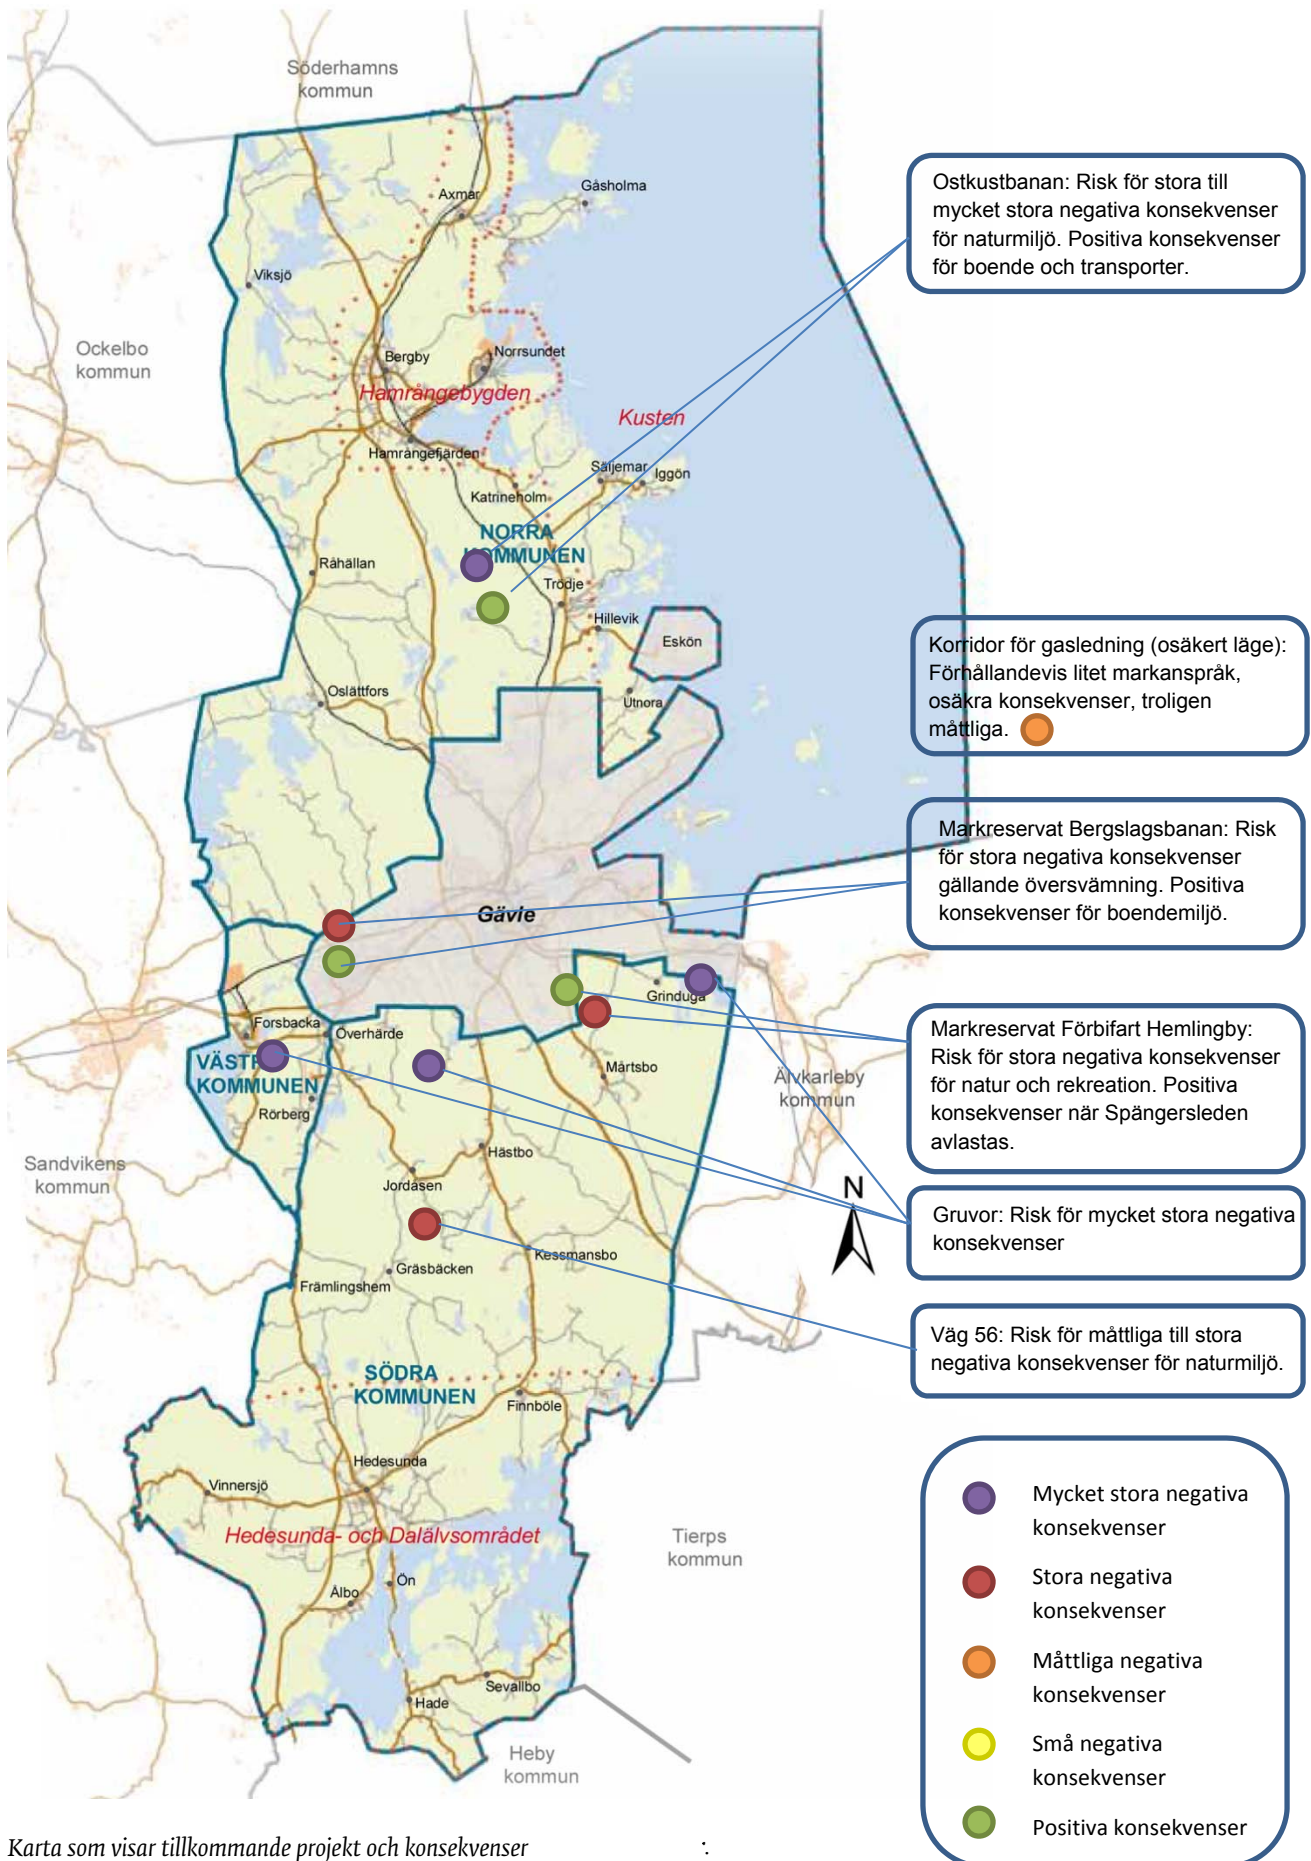 Söderhamns
kommun
Axmar
Gåsholma
Viksjö
Ockelbo
kommun
Bergby
Norrsundet
Hamrångebygden
Kusten
Hamrångefjärden
Säljemar
Iggön
Katrineholm
NORRA
KOMMUNEN
Råhällan
Trödje
Hillevik
Eskön
Oslättfors
Utnora
Gävle
Grinduga
Forsbacka
Överhärde
VÄSTR
KOMMUNEN
Rörberg
Mårtsbo
Älvkarleby
kommun
Sandvikens
kommun
Hästbo
Jordåsen
N
Kessmansbo
Gräsbäcken
Främlingshem
SÖDRA
KOMMUNEN
Finnböle
Hedesunda
Vinnersjö
Hedesunda- och Dalälvsområdet
Tierps
kommun
Ön
Ålbo
Sevallbo
Hade
Heby
kommun
Ostkustbanan: Risk för stora till
mycket stora negativa konsekvenser
för naturmiljö. Positiva konsekvenser
för boende och transporter.
Korridor för gasledning (osäkert läge):
Förhållandevis litet markanspråk,
osäkra konsekvenser, troligen
måttliga.
Markreservat Bergslagsbanan: Risk
för stora negativa konsekvenser
gällande översvämning. Positiva
konsekvenser för boendemiljö.
Markreservat Förbifart Hemlingby:
Risk för stora negativa konsekvenser
för natur och rekreation. Positiva
konsekvenser när Spängersleden
avlastas.
Gruvor: Risk för mycket stora negativa
konsekvenser
Väg 56: Risk för måttliga till stora
negativa konsekvenser för naturmiljö.
Mycket stora negativa
konsekvenser
Stora negativa
konsekvenser
Måttliga negativa
konsekvenser
Små negativa
konsekvenser
Positiva konsekvenser
Karta som visar tillkommande projekt och konsekvenser